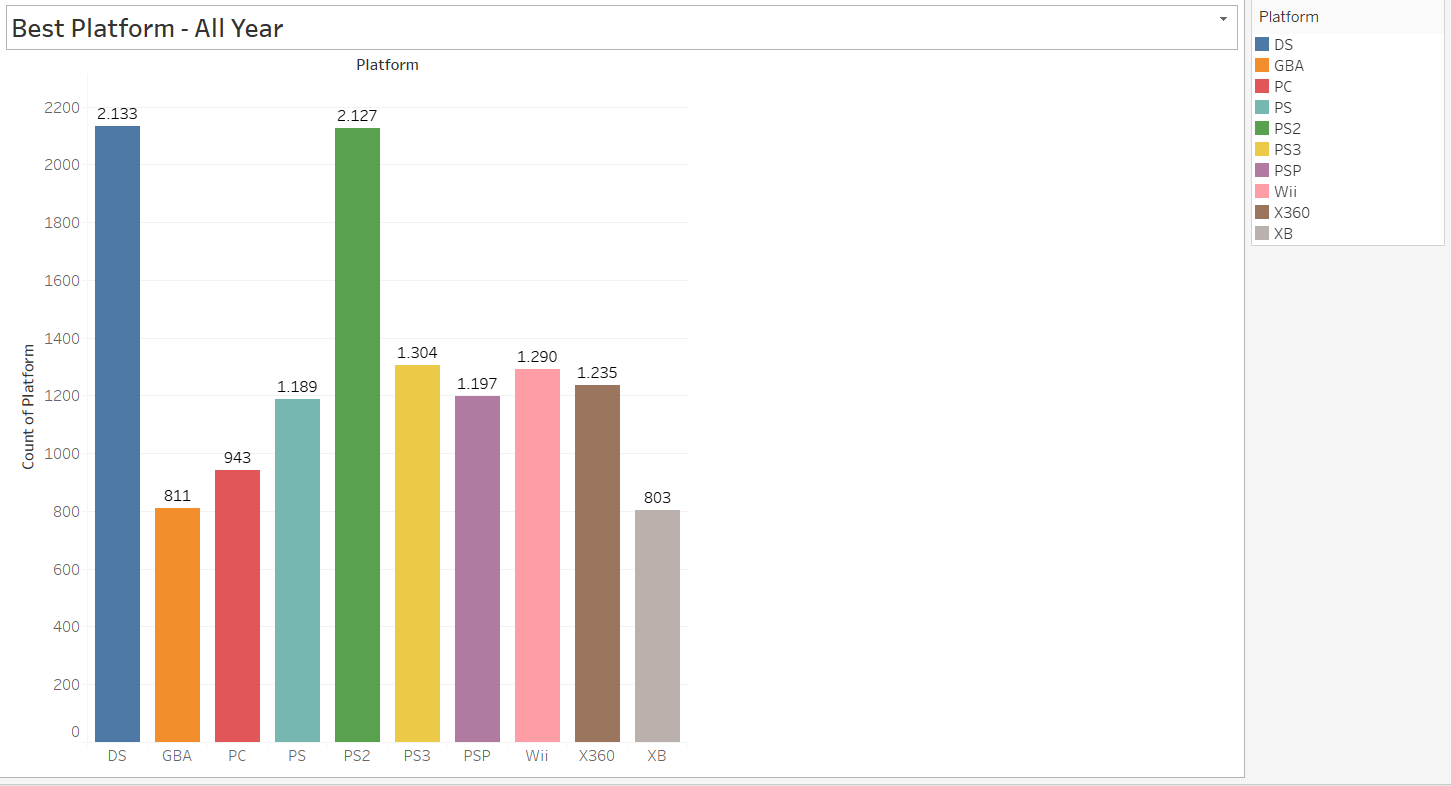 Best Platform - All Year
Platform
2200
2000
1800
1600
1400
1200
1000
800
600
400
200
0
Count of Platform
2.133
811
943
1.189
2.127
1.304
1.197
1.290
1.235
803
DS
GBA
PC
PS
PS2
PS3
PSP
Wii
X360
XB
Platform
DS
GBA
PC
PS
PS2
PS3
PSP
Wii
X360
XB